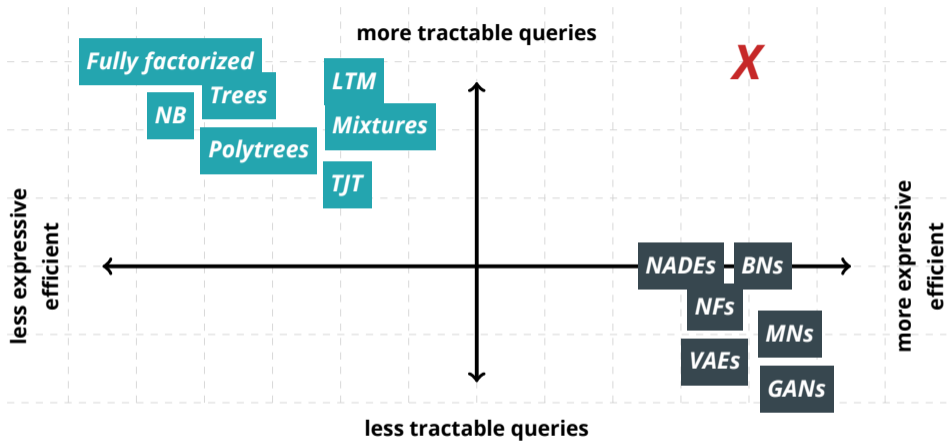 more tractable queries
Fully factorized
LTM
X
Trees
NB
Mixtures
Polytrees
TJT
less expressive
efficient
more expressive
efficient
NADEs
BNs
NFs
MNs
VAEs
GANs
less tractable queries